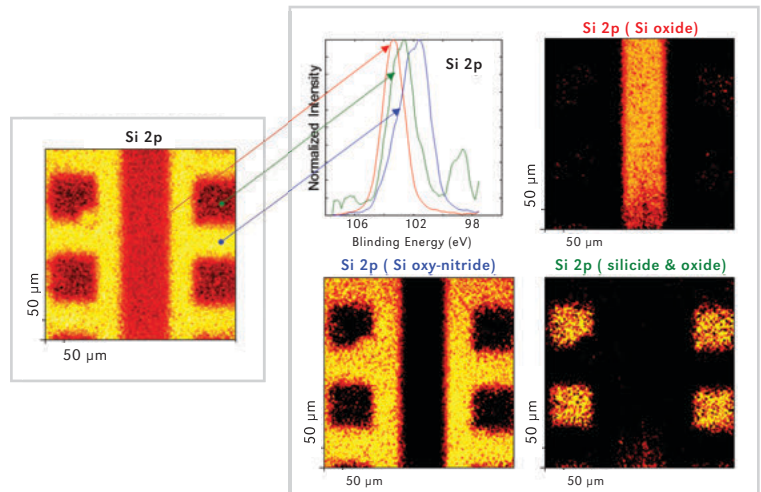 Si 2p
50 µm
50 µm
Si 2p
Normalized Intensity
106 102 98
Blinding Energy (eV)
Si 2p ( Si oxide)
50 µm
50 µm
Si 2p ( Si oxy-nitride)
50 µm
50 µm
Si 2p ( silicide & oxide)
50 µm
50 µm